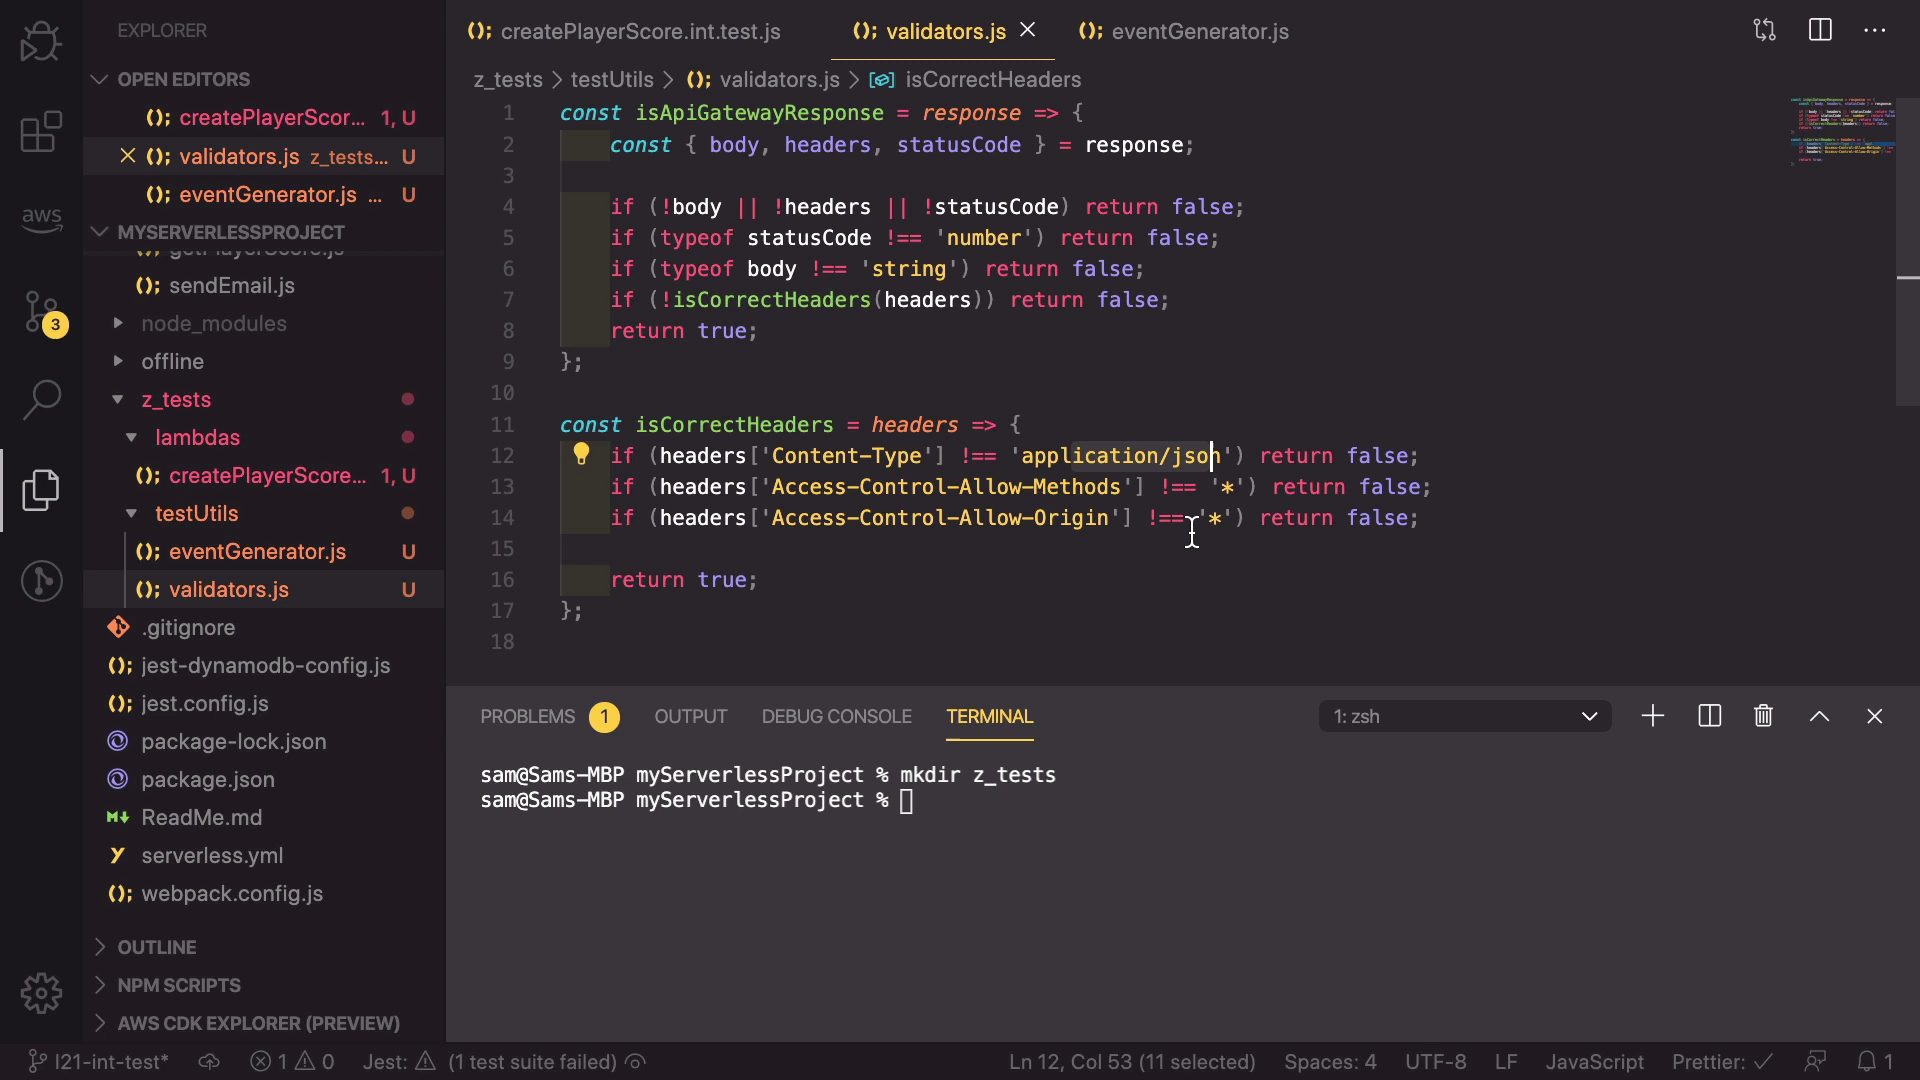 EXPLORER
OPEN EDITORS
createPlayerScor... 1, U
validators.js z_tests... U
eventGenerator.js ... U
MYSERVERLESSPROJECT
getPlayerScore.js
sendEmail.js
node_modules
offline
z_tests
lambdas
createPlayerScore... 1, U
testUtils
eventGenerator.js U
validators.js U
.gitignore
jest-dynamodb-config.js
jest.config.js
package-lock.json
package.json
ReadMe.md
serverless.yml
webpack.config.js
OUTLINE
NPM SCRIPTS
AWS CDK EXPLORER (PREVIEW)
aws
3
createPlayerScore.int.test.js
validators.js
eventGenerator.js
z_tests > testUtils > validators.js > isCorrectHeaders
1 const isApiGatewayResponse = response => {
2 const { body, headers, statusCode } = response;
3
4 if (!body || !headers || !statusCode) return false;
5 if (typeof statusCode !== 'number') return false;
6 if (typeof body !== 'string') return false;
7 if (!isCorrectHeaders(headers)) return false;
8 return true;
9 };
10
11 const isCorrectHeaders = headers => {
12 if (headers['Content-Type'] !== 'application/json') return false;
13 if (headers['Access-Control-Allow-Methods'] !== '*') return false;
14 if (headers['Access-Control-Allow-Origin'] !== '*') return false;
15
16 return true;
17 };
18
PROBLEMS 1 OUTPUT DEBUG CONSOLE TERMINAL 1: zsh
sam@Sams-MBP myServerlessProject % mkdir z_tests
sam@Sams-MBP myServerlessProject %
l21-int-test* 1 0 Jest: (1 test suite failed) Ln 12, Col 53 (11 selected) Spaces: 4 UTF-8 LF JavaScript Prettier: ✓ 1